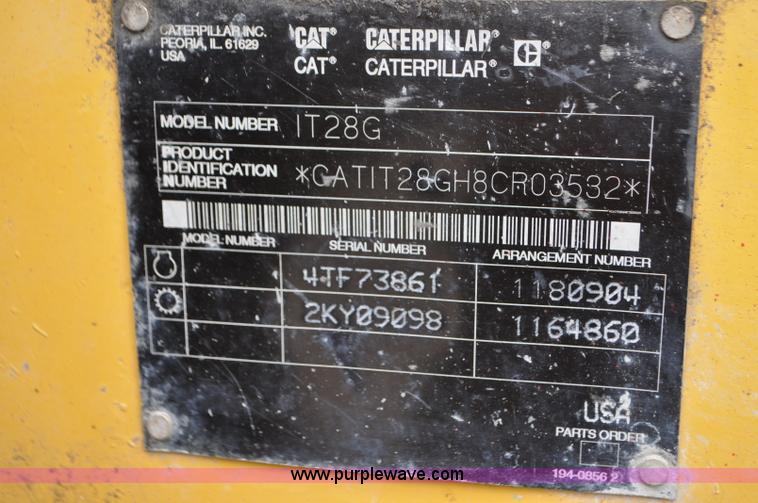 CATERPILLAR INC.
PEORIA, IL. 61629
USA
CAT® CATERPILLAR® C®
CAT® CATERPILLAR®
MODEL NUMBER IT28G
PRODUCT IDENTIFICATION NUMBER *CATIT28GH8CR03532*
MODEL NUMBER SERIAL NUMBER ARRANGEMENT NUMBER
4TF73861 1180904
2KY09098 1164860
USA
PARTS ORDER
194-0856 2
www.purplewave.com